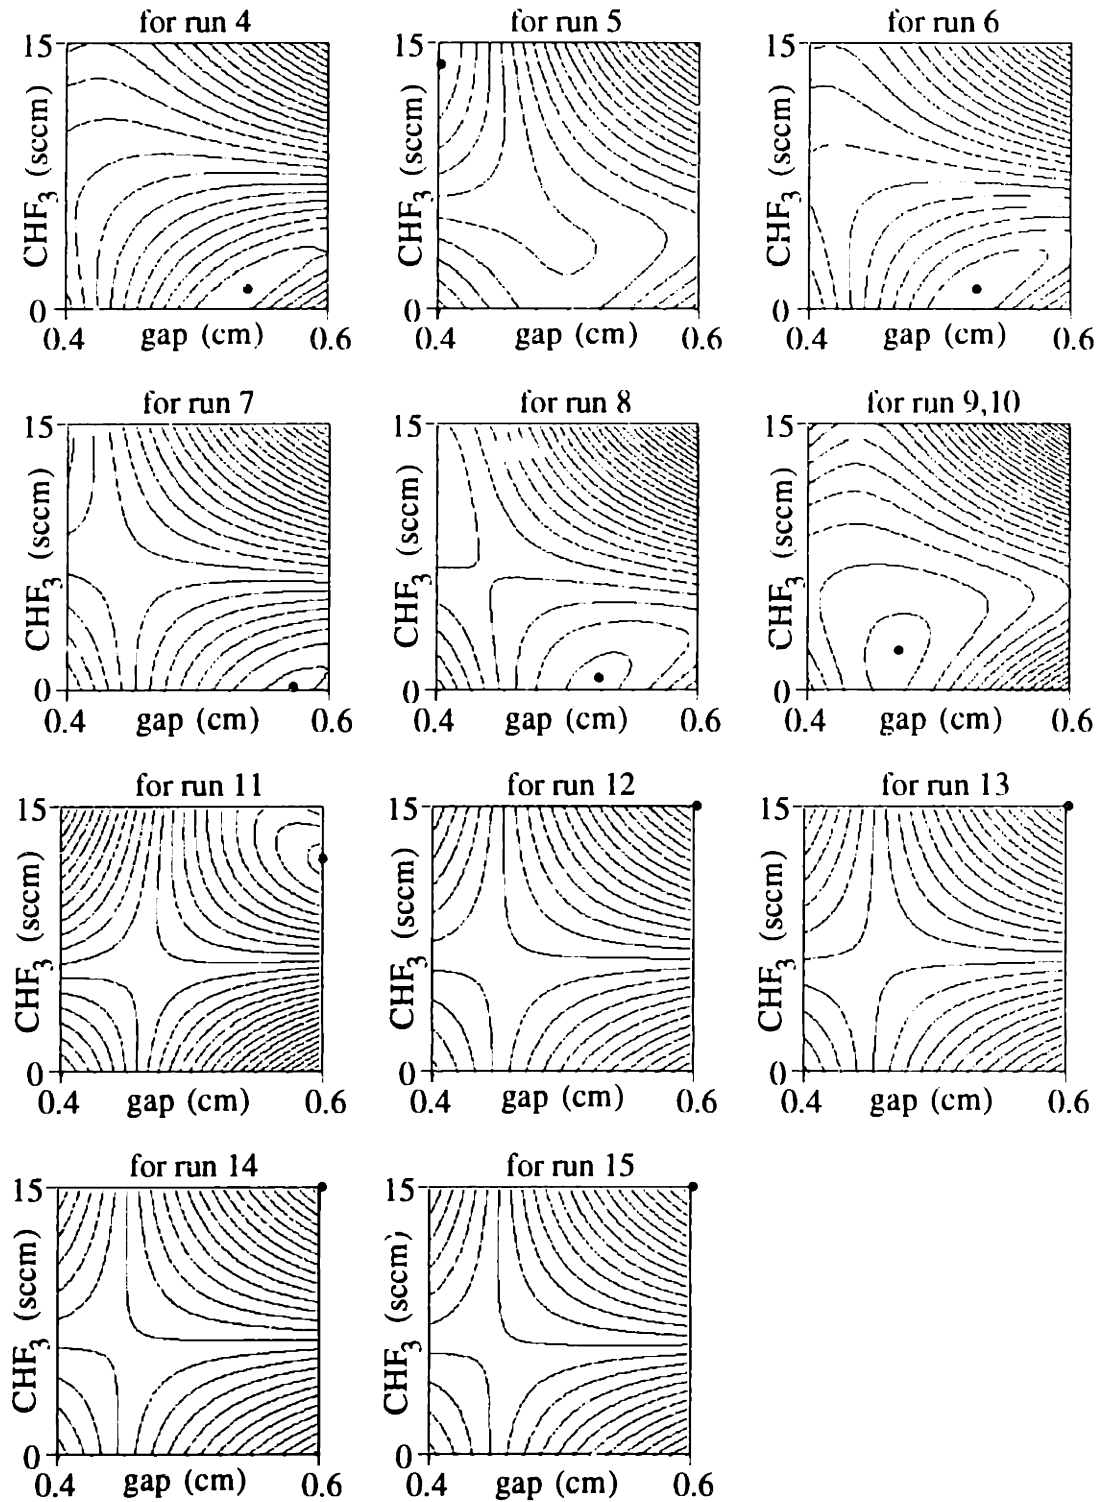 for run 4
for run 5
for run 6
15
15
15
CHF3 (sccm)
CHF3 (sccm)
CHF3 (sccm)
0
0
0
0.4 gap (cm) 0.6
0.4 gap (cm) 0.6
0.4 gap (cm) 0.6
for run 7
for run 8
for run 9,10
15
15
15
CHF3 (sccm)
CHF3 (sccm)
CHF3 (sccm)
0
0
0
0.4 gap (cm) 0.6
0.4 gap (cm) 0.6
0.4 gap (cm) 0.6
for run 11
for run 12
for run 13
15
15
15
CHF3 (sccm)
CHF3 (sccm)
CHF3 (sccm)
0
0
0
0.4 gap (cm) 0.6
0.4 gap (cm) 0.6
0.4 gap (cm) 0.6
for run 14
for run 15
15
15
CHF3 (sccm)
CHF3 (sccm)
0
0
0.4 gap (cm) 0.6
0.4 gap (cm) 0.6